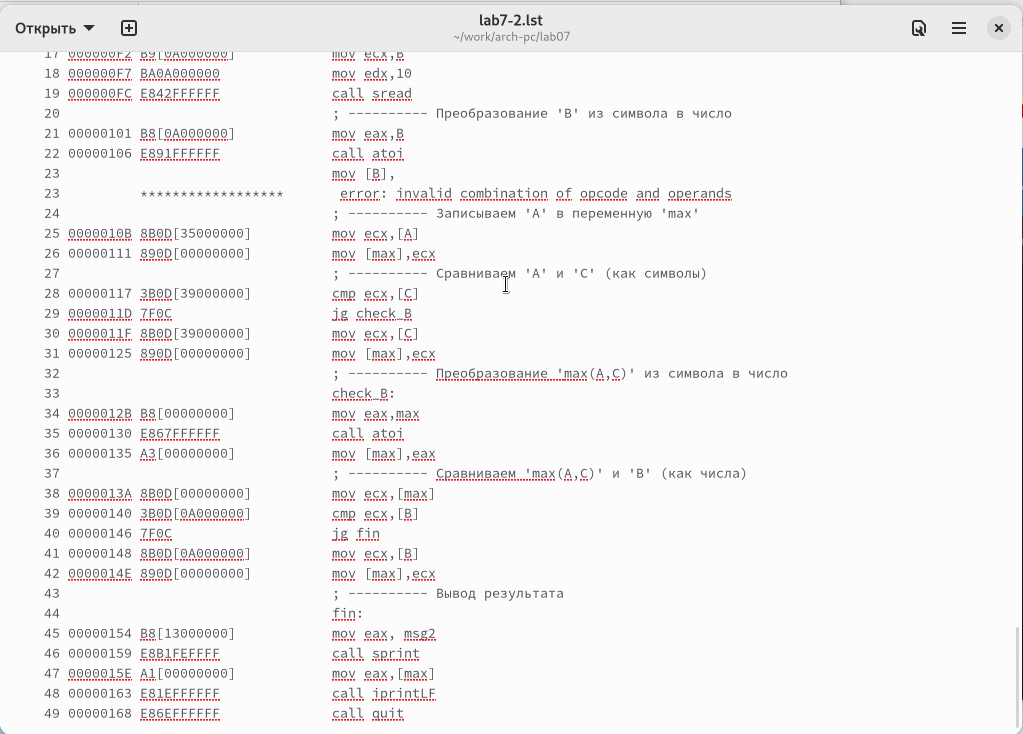 Открыть
lab7-2.lst
~/work/arch-pc/lab07
17 000000F2 B9[0A000000] mov ecx,B
18 000000F7 BA0A000000 mov edx,10
19 000000FC E842FFFFFF call sread
20 ; ---------- Преобразование 'B' из символа в число
21 00000101 B8[0A000000] mov eax,B
22 00000106 E891FFFFFF call atoi
23 mov [B],
23 ****************** error: invalid combination of opcode and operands
24 ; ---------- Записываем 'A' в переменную 'max'
25 0000010B 8B0D[35000000] mov ecx,[A]
26 00000111 890D[00000000] mov [max],ecx
27 ; ---------- Сравниваем 'A' и 'C' (как символы)
28 00000117 3B0D[39000000] cmp ecx,[C]
29 0000011D 7F0C jg check_B
30 0000011F 8B0D[39000000] mov ecx,[C]
31 00000125 890D[00000000] mov [max],ecx
32 ; ---------- Преобразование 'max(A,C)' из символа в число
33 check_B:
34 0000012B B8[00000000] mov eax,max
35 00000130 E867FFFFFF call atoi
36 00000135 A3[00000000] mov [max],eax
37 ; ---------- Сравниваем 'max(A,C)' и 'B' (как числа)
38 0000013A 8B0D[00000000] mov ecx,[max]
39 00000140 3B0D[0A000000] cmp ecx,[B]
40 00000146 7F0C jg fin
41 00000148 8B0D[0A000000] mov ecx,[B]
42 0000014E 890D[00000000] mov [max],ecx
43 ; ---------- Вывод результата
44 fin:
45 00000154 B8[13000000] mov eax, msg2
46 00000159 E8B1FEFFFF call sprint
47 0000015E A1[00000000] mov eax,[max]
48 00000163 E81EFFFFFF call iprintLF
49 00000168 E86EFFFFFF call quit